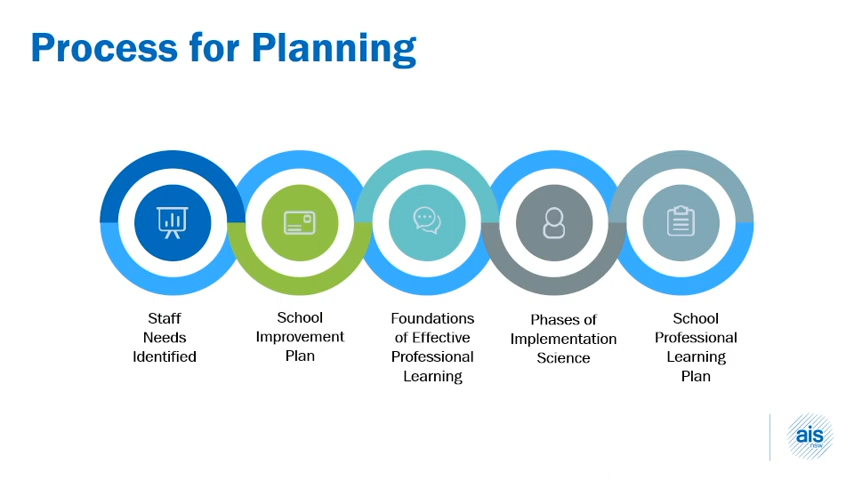 Process for Planning
Staff
Needs
Identified
School
Improvement
Plan
Foundations
of Effective
Professional
Learning
Phases of
Implementation
Science
School
Professional
Learning
Plan
ais
nsw